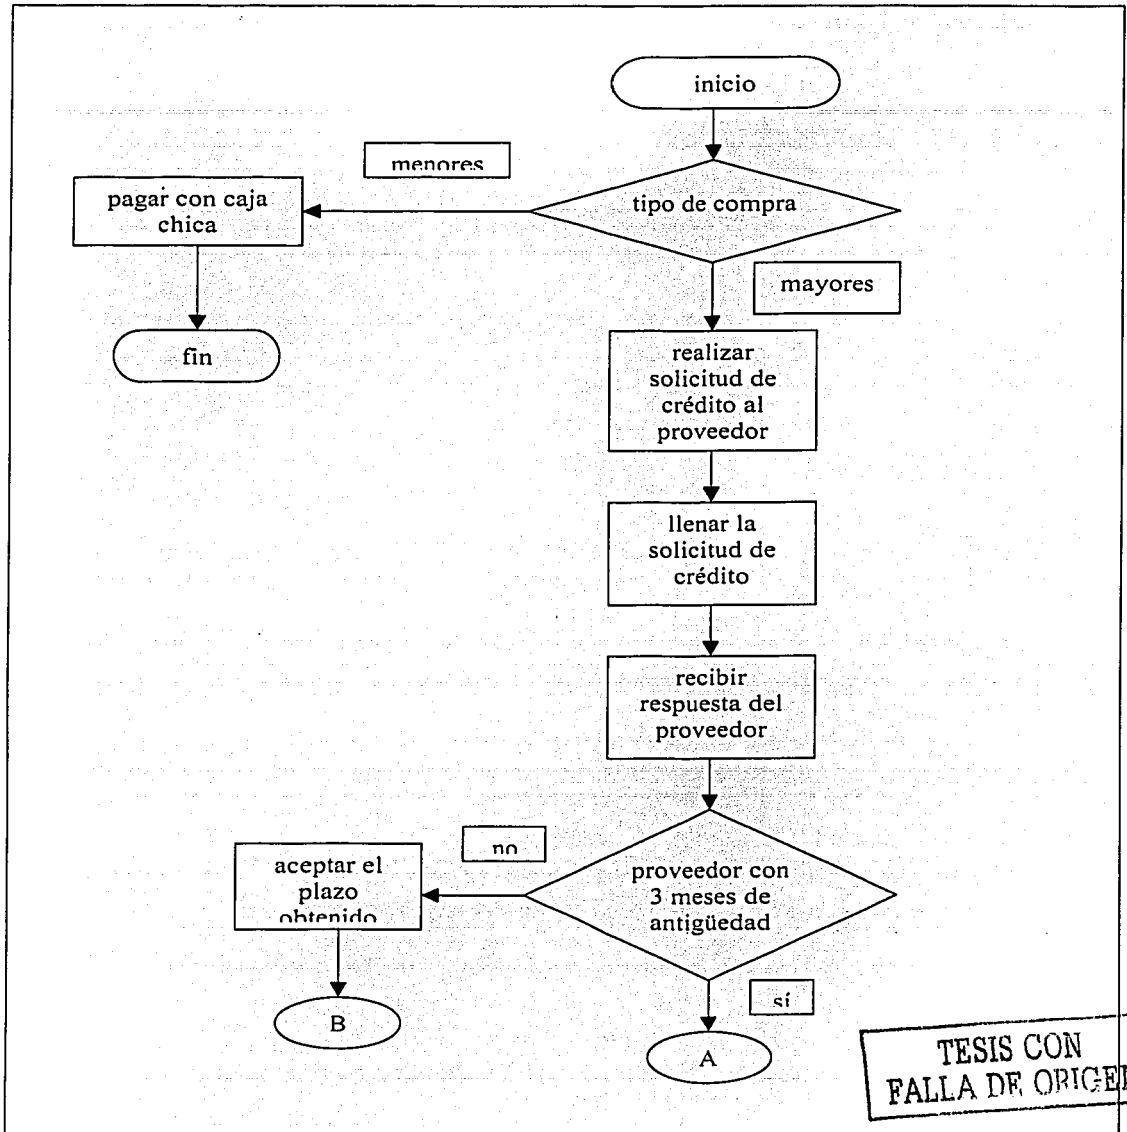 inicio
menores
tipo de compra
pagar con caja
chica
mayores
fin
realizar
solicitud de
crédito al
proveedor
llenar la
solicitud de
crédito
recibir
respuesta del
proveedor
no
aceptar el
plazo
obtenido
proveedor con
3 meses de
antigüedad
sí
B
A
TESIS CON
FALLA DE ORIGEN